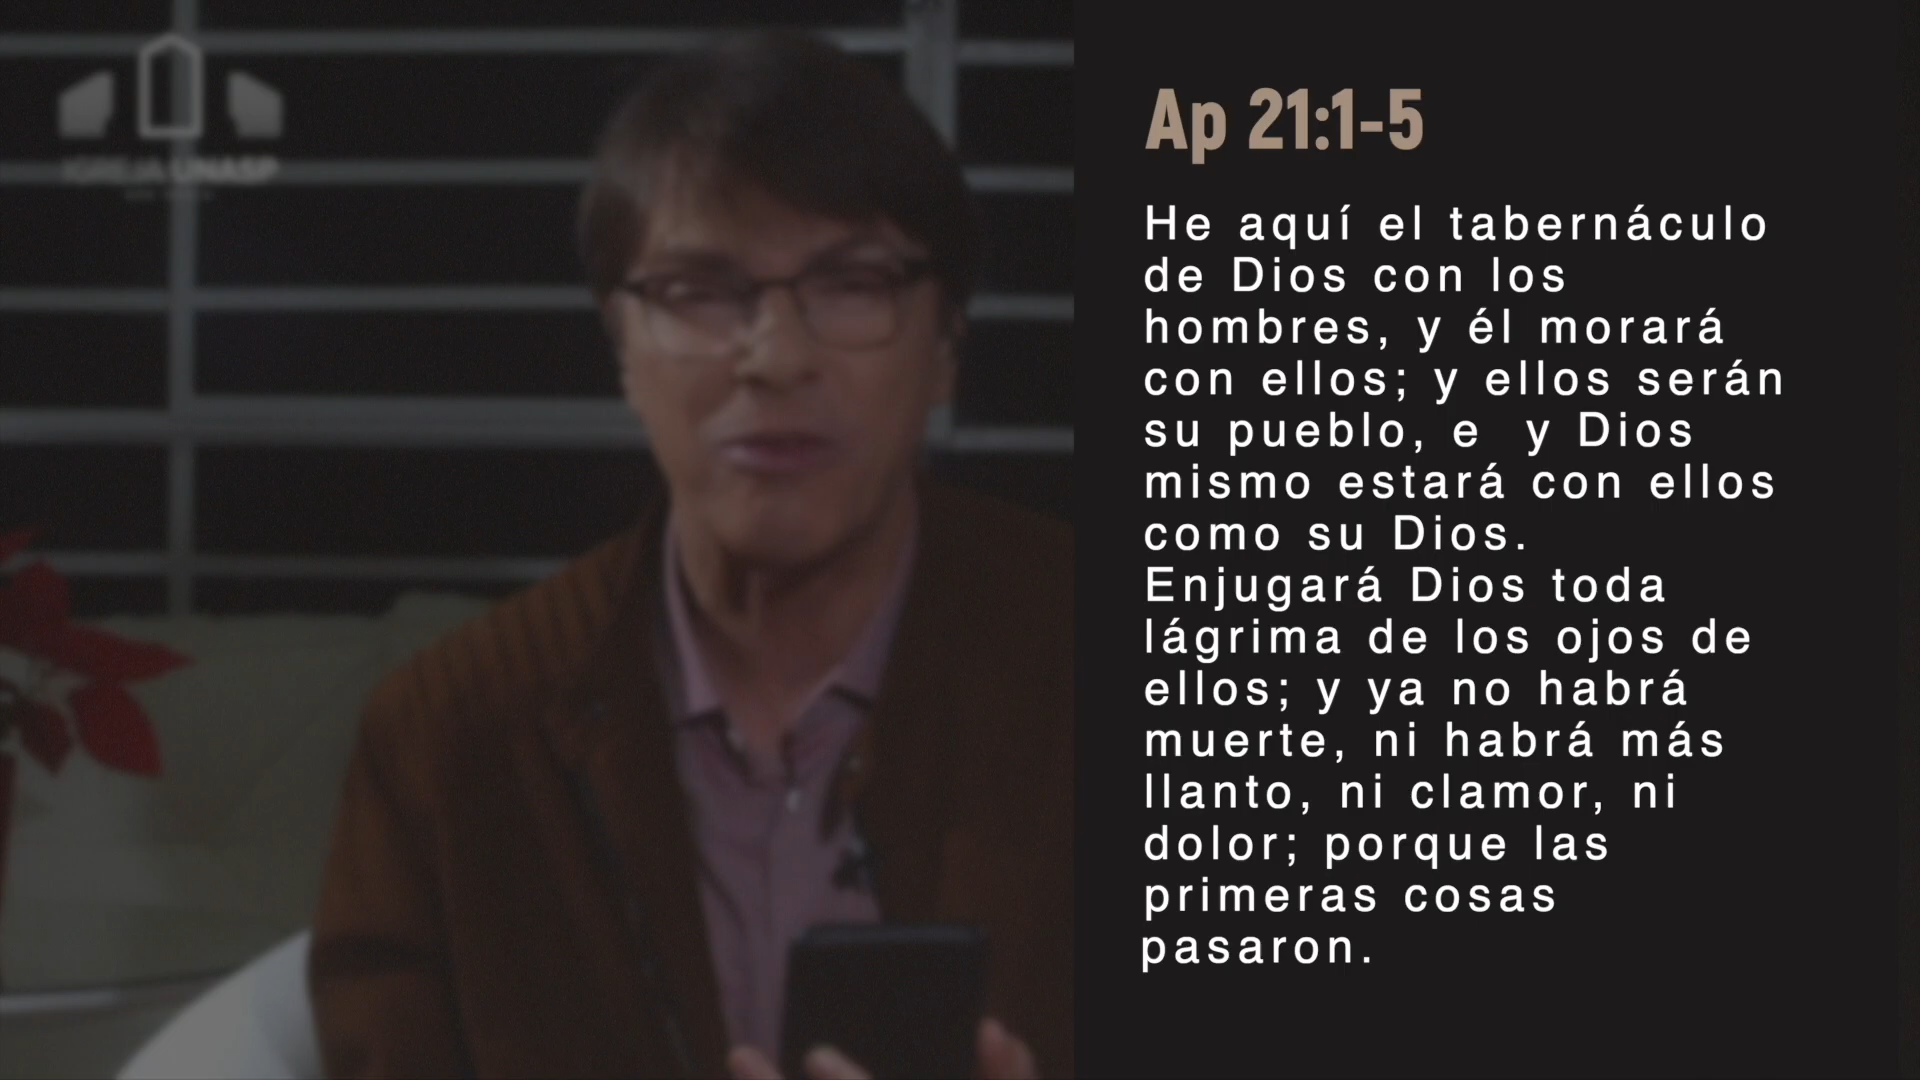 IGREJA UNASP
Ap 21:1-5
He aquí el tabernáculo
de Dios con los
hombres, y él morará
con ellos; y ellos serán
su pueblo, e  y Dios
mismo estará con ellos
como su Dios.
Enjugará Dios toda
lágrima de los ojos de
ellos; y ya no habrá
muerte, ni habrá más
llanto, ni clamor, ni
dolor; porque las
primeras cosas
pasaron.